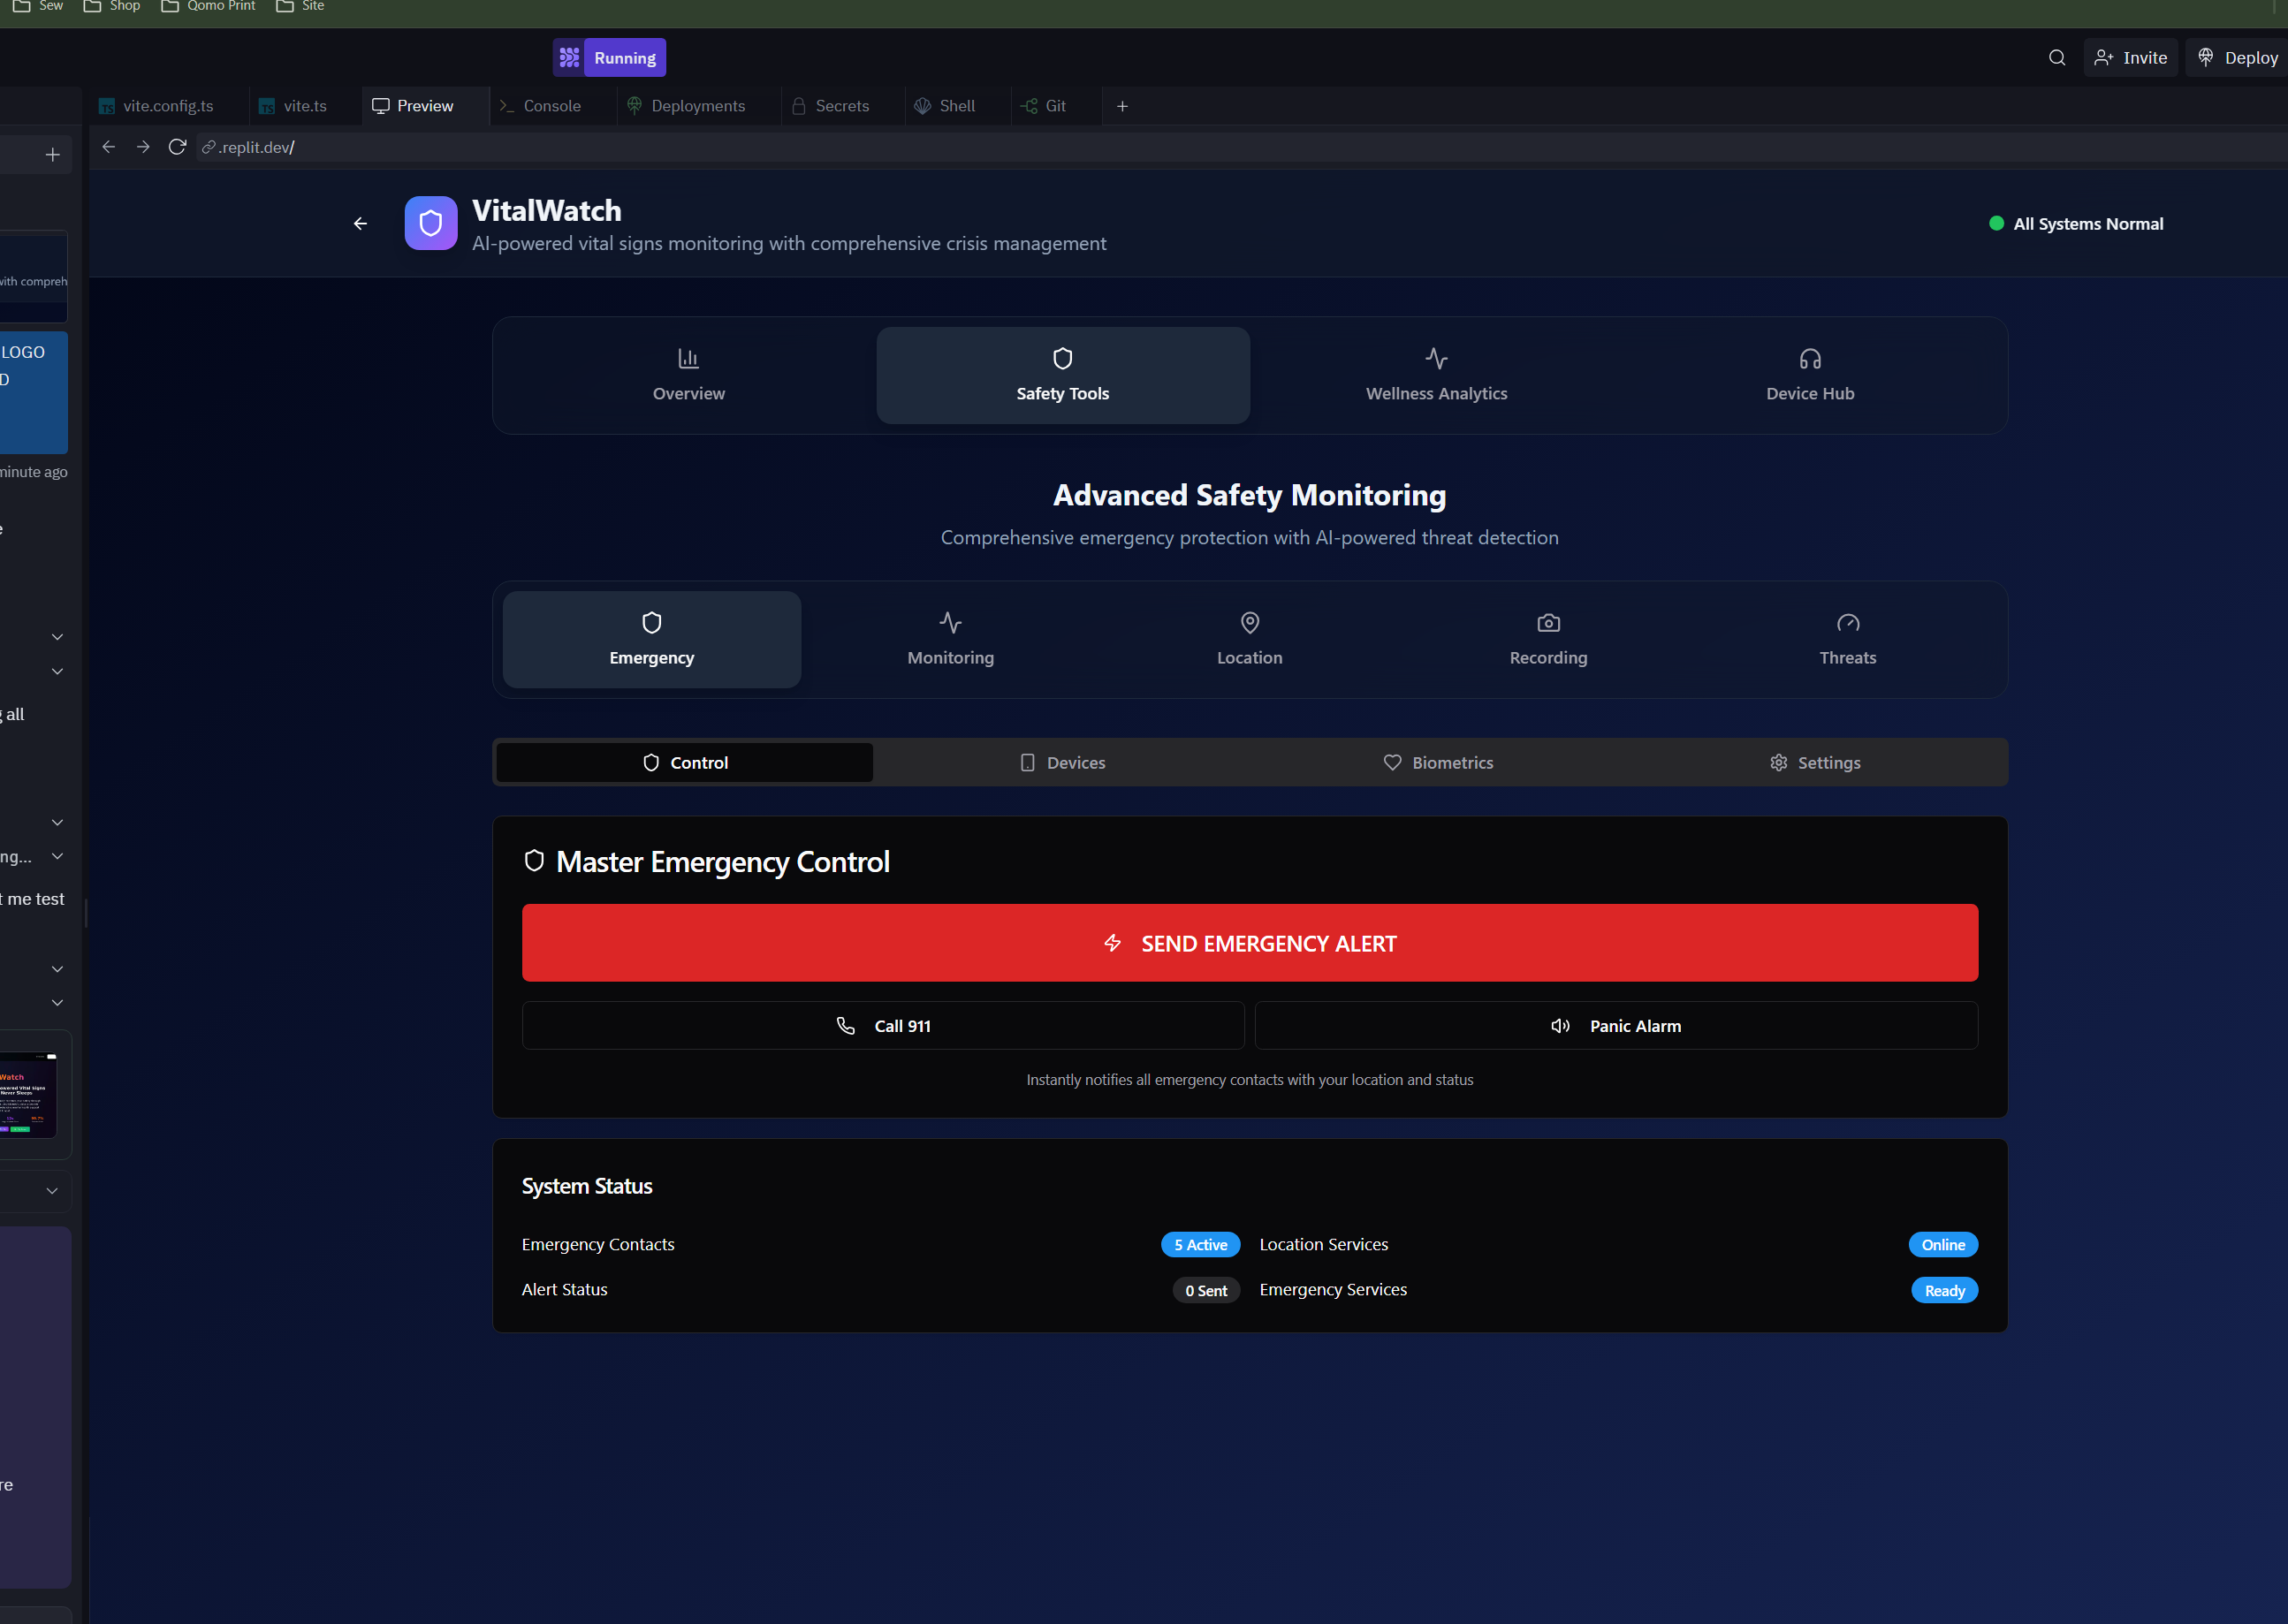 Sew Shop Qomo Print Site
Running
Invite Deploy
vite.config.ts vite.ts Preview Console Deployments Secrets Shell Git
.replit.dev/
VitalWatch
AI-powered vital signs monitoring with comprehensive crisis management
All Systems Normal
with compreh
LOGO
D
minute ago
Overview Safety Tools Wellness Analytics Device Hub
Advanced Safety Monitoring
Comprehensive emergency protection with AI-powered threat detection
Emergency Monitoring Location Recording Threats
all
Control Devices Biometrics Settings
ng...
t me test
Master Emergency Control
SEND EMERGENCY ALERT
Call 911 Panic Alarm
Instantly notifies all emergency contacts with your location and status
System Status
Emergency Contacts 5 Active Location Services Online
Alert Status 0 Sent Emergency Services Ready
Watch
Never Sleeps
re